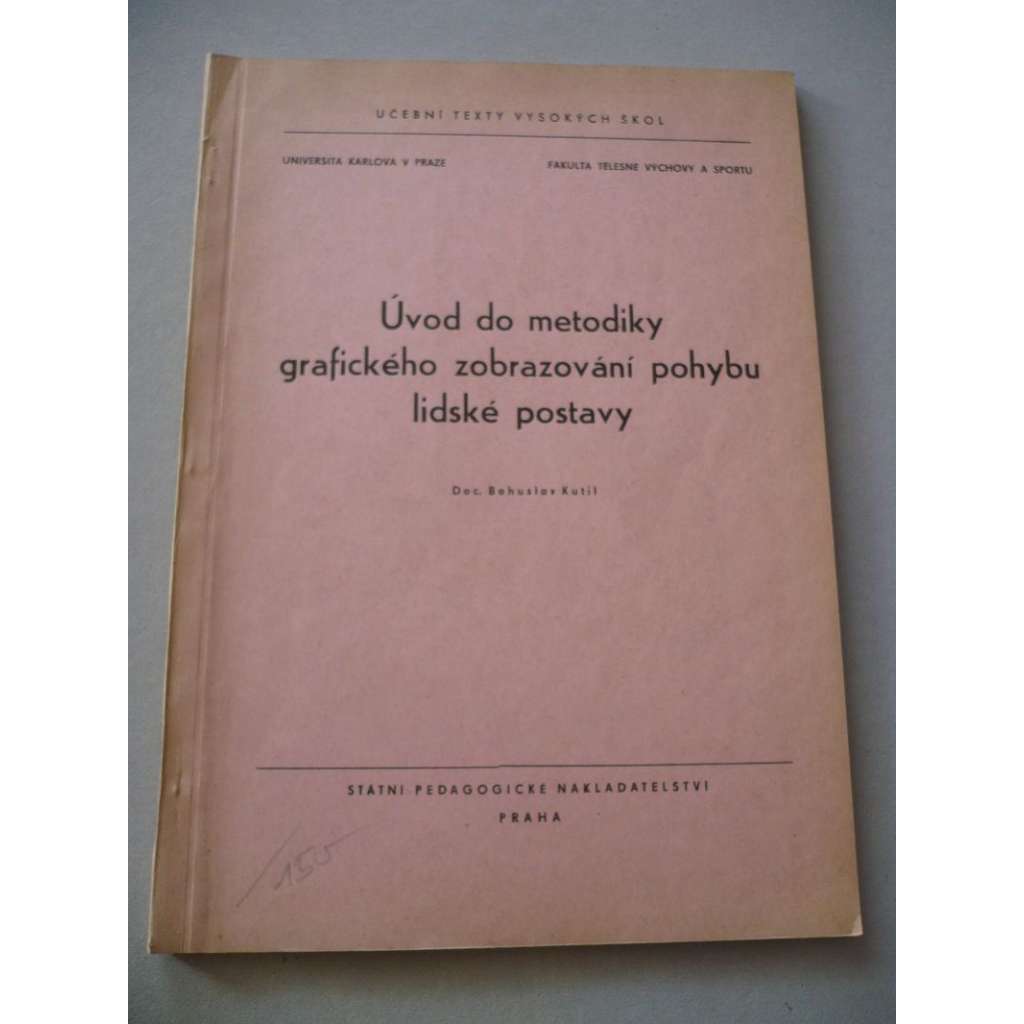 UČEBNÍ TEXTY VYSOKÝCH ŠKOL
UNIVERSITA KARLOVA V PRAZE
FAKULTA TĚLESNÉ VÝCHOVY A SPORTU
Úvod do metodiky
grafického zobrazování pohybu
lidské postavy
Doc. Bohuslav Kutil
STÁTNÍ PEDAGOGICKÉ NAKLADATELSTVÍ
PRAHA